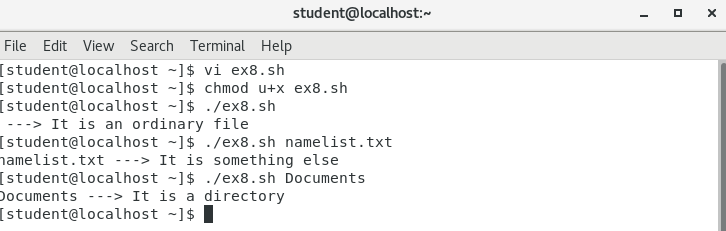 student@localhost:~
File Edit View Search Terminal Help
[student@localhost ~]$ vi ex8.sh
[student@localhost ~]$ chmod u+x ex8.sh
[student@localhost ~]$ ./ex8.sh
 ---> It is an ordinary file
[student@localhost ~]$ ./ex8.sh namelist.txt
namelist.txt ---> It is something else
[student@localhost ~]$ ./ex8.sh Documents
Documents ---> It is a directory
[student@localhost ~]$